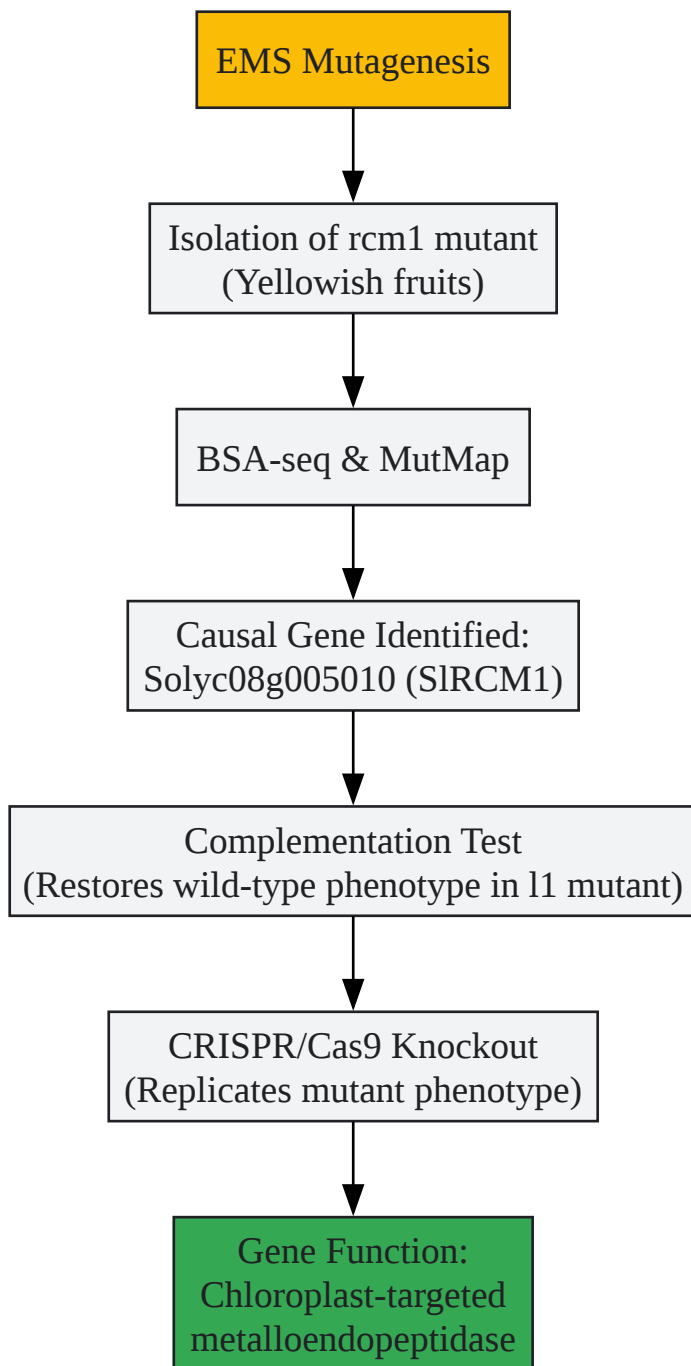 EMS Mutagenesis
Isolation of rcm1 mutant
(Yellowish fruits)
BSA-seq & MutMap
Causal Gene Identified:
Solyc08g005010 (SlRCM1)
Complementation Test
(Restores wild-type phenotype in l1 mutant)
CRISPR/Cas9 Knockout
(Replicates mutant phenotype)
Gene Function:
Chloroplast-targeted
metalloendopeptidase